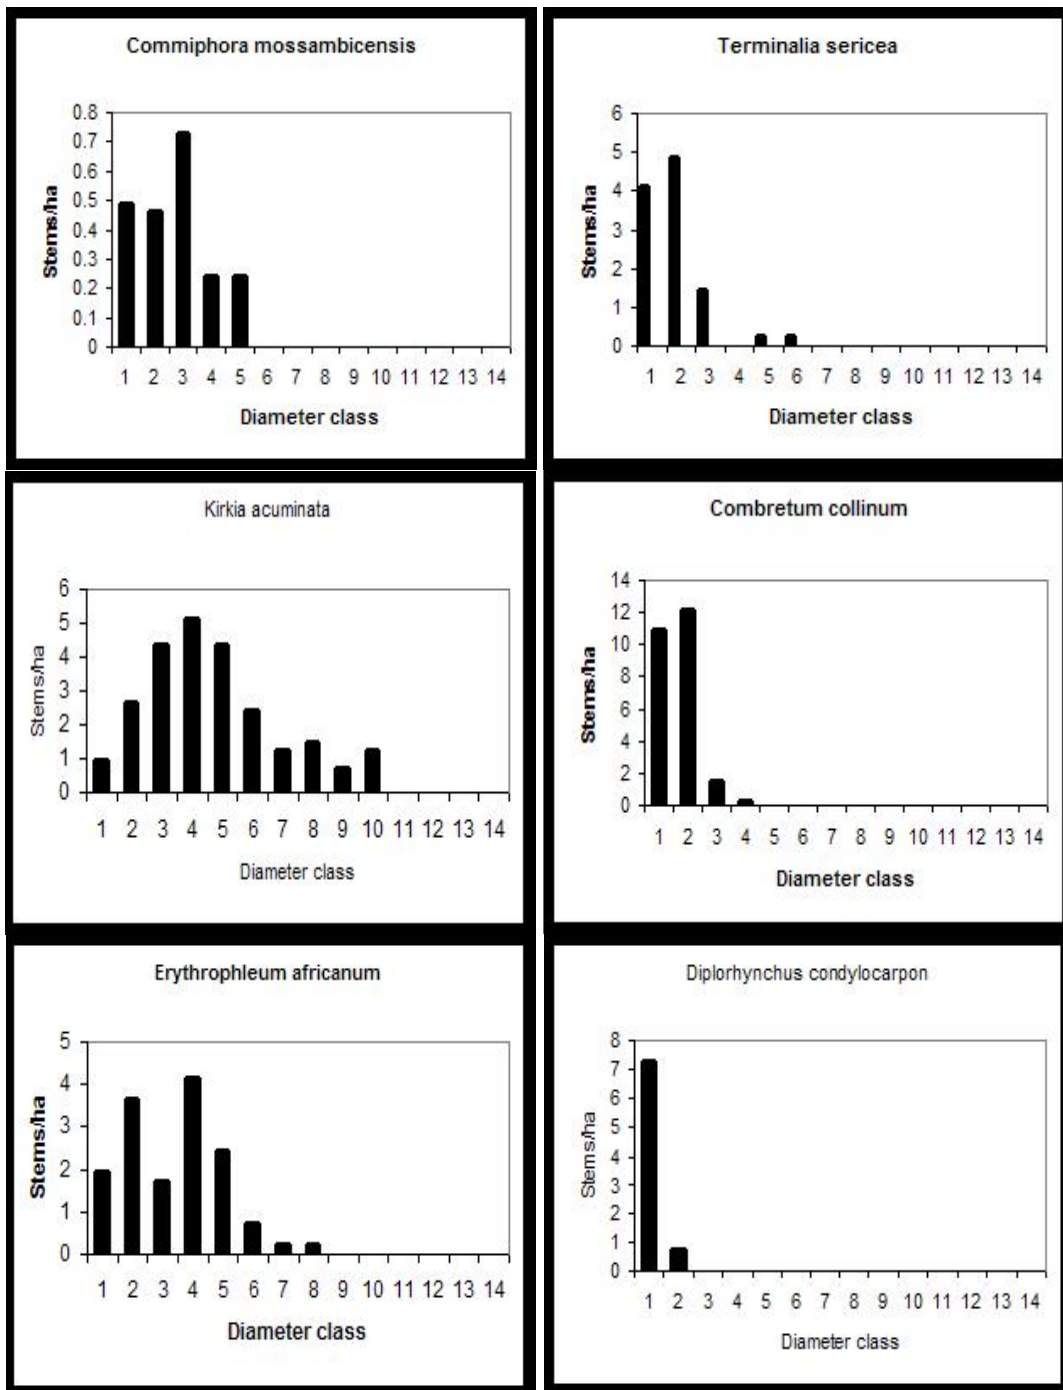 Commiphora mossambicensis
Stems/ha
0.8
0.7
0.6
0.5
0.4
0.3
0.2
0.1
0
1 2 3 4 5 6 7 8 9 10 11 12 13 14
Diameter class
Terminalia sericea
Stems/ha
6
5
4
3
2
1
0
1 2 3 4 5 6 7 8 9 10 11 12 13 14
Diameter class
Kirkia acuminata
Stems/ha
6
5
4
3
2
1
0
1 2 3 4 5 6 7 8 9 10 11 12 13 14
Diameter class
Combretum collinum
Stems/ha
14
12
10
8
6
4
2
0
1 2 3 4 5 6 7 8 9 10 11 12 13 14
Diameter class
Erythrophleum africanum
Stems/ha
5
4
3
2
1
0
1 2 3 4 5 6 7 8 9 10 11 12 13 14
Diameter class
Diplorhynchus condylocarpon
Stems/ha
8
7
6
5
4
3
2
1
0
1 2 3 4 5 6 7 8 9 10 11 12 13 14
Diameter class